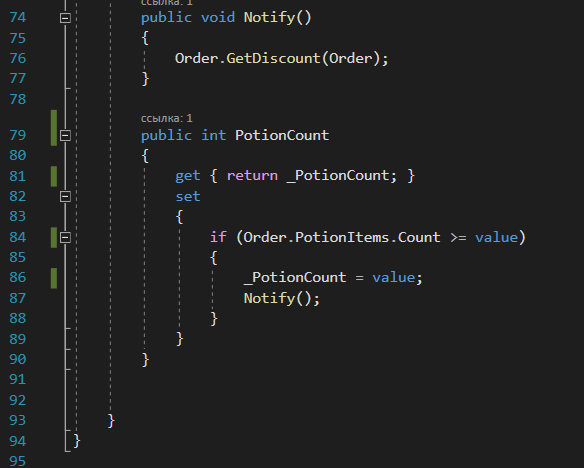 ссылка: 1
74 public void Notify()
75 {
76 Order.GetDiscount(Order);
77 }
78
ссылка: 1
79 public int PotionCount
80 {
81 get { return _PotionCount; }
82 set
83 {
84 if (Order.PotionItems.Count >= value)
85 {
86 _PotionCount = value;
87 Notify();
88 }
89 }
90 }
91
92
93 }
94 }
95